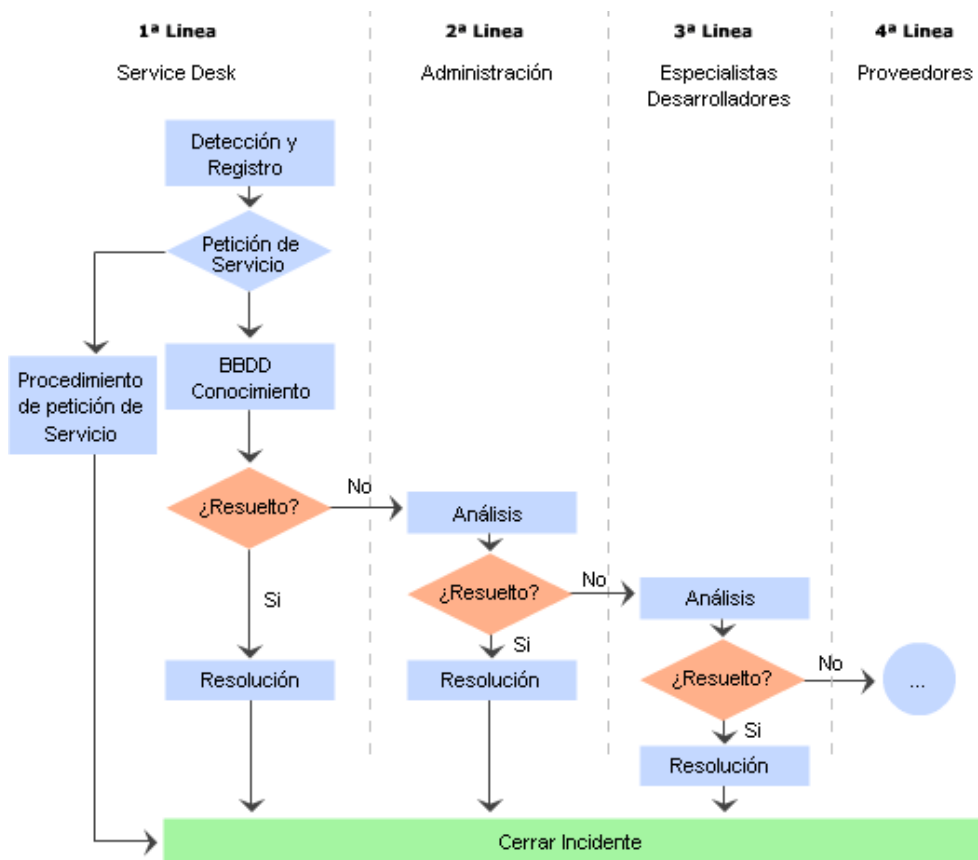 1ª Linea
2ª Linea
3ª Linea
4ª Linea
Service Desk
Administración
Especialistas
Desarrolladores
Proveedores
Detección y
Registro
Petición de
Servicio
Procedimiento
de petición de
Servicio
BBDD
Conocimiento
¿Resuelto?
No
Análisis
Si
¿Resuelto?
No
Análisis
Si
Resolución
Resolución
¿Resuelto?
No
...
Si
Resolución
Cerrar Incidente